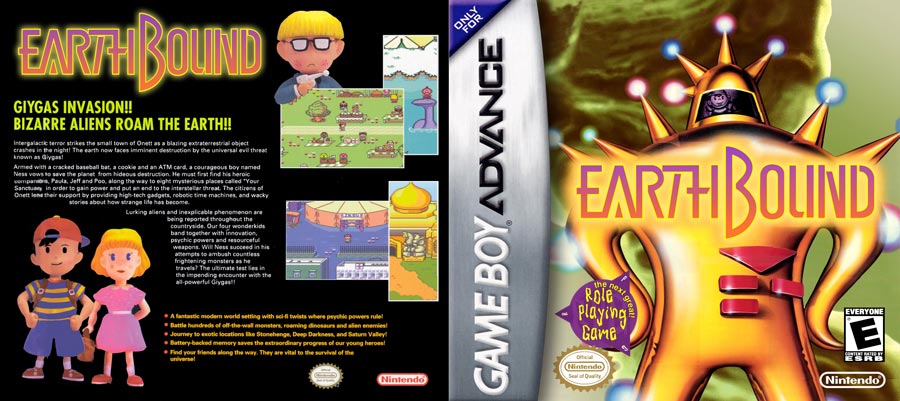 EARTHBOUND
GIYGAS INVASION!!
BIZARRE ALIENS ROAM THE EARTH!!
Intergalactic terror strikes the small town of Onett as a blazing extraterrestrial object
crashes in the night! The earth now faces imminent destruction by the universal evil threat
known as Giygas!
Armed with a cracked baseball bat, a cookie and an ATM card, a courageous boy named
Ness vows to save the planet from hideous destruction. He must first find his heroic
companions, Paula, Jeff and Poo, along the way to eight mysterious places called "Your
Sanctuary in order to gain power and put an end to the interstellar threat. The citizens of
Onett lend their support by providing high-tech gadgets, robotic time machines, and wacky
stories about how strange life has become.
Lurking aliens and inexplicable phenomenon are
being reported throughout the
countryside. Our four wonderkids
band together with innovation,
psychic powers and resourceful
weapons. Will Ness succeed in his
attempts to ambush countless
frightening monsters as he
travels? The ultimate test lies in
the impending encounter with the
all-powerful Giygas!!
A fantastic modern world setting with sci-fi twists where psychic powers rule!
Battle hundreds of off-the-wall monsters, roaming dinosaurs and alien enemies!
Journey to exotic locations like Stonehenge, Deep Darkness, and Saturn Valley!
Battery-backed memory saves the extraordinary progress of our young heroes!
Find your friends along the way. They are vital to the survival of the
universe!
Official
Nintendo
Seal of Quality
Nintendo
ONLY
FOR
GAME BOY ADVANCE
EARTHBOUND
the next great
Role
Playing
Game
Official
Nintendo
Seal of Quality
EVERYONE
E
CONTENT RATED BY
ESRB
Nintendo